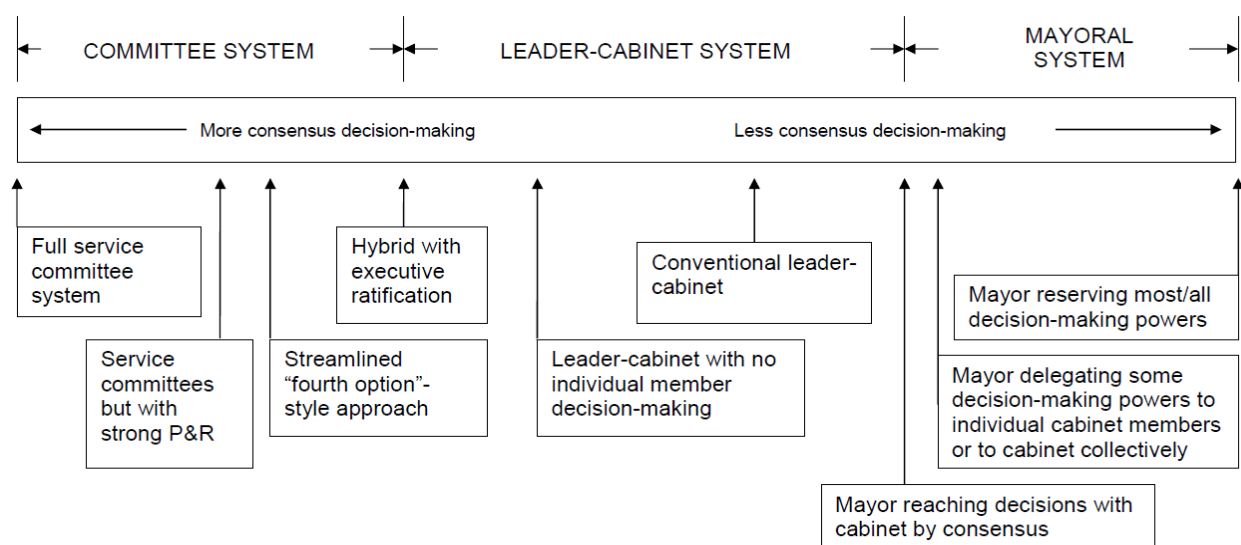 COMMITTEE SYSTEM
LEADER-CABINET SYSTEM
MAYORAL
SYSTEM
More consensus decision-making
Less consensus decision-making
Full service
committee
system
Hybrid with
executive
ratification
Conventional leader-
cabinet
Mayor reserving most/all
decision-making powers
Service
committees
but with
strong P&R
Streamlined
“fourth option”-
style approach
Leader-cabinet with no
individual member
decision-making
Mayor delegating some
decision-making powers to
individual cabinet members
or to cabinet collectively
Mayor reaching decisions with
cabinet by consensus